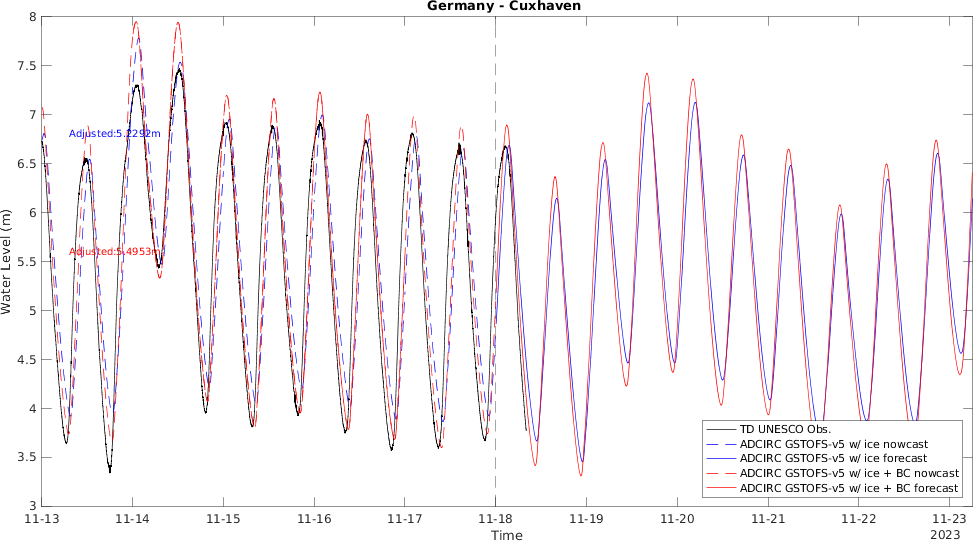 Germany - Cuxhaven
8
7.5
7
6.5
6
5.5
5
4.5
4
3.5
3
Water Level (m)
Adjusted:5.2292m
Adjusted:5.4953m
TD UNESCO Obs.
ADCIRC GSTOFS-v5 w/ ice nowcast
ADCIRC GSTOFS-v5 w/ ice forecast
ADCIRC GSTOFS-v5 w/ ice + BC nowcast
ADCIRC GSTOFS-v5 w/ ice + BC forecast
11-13 11-14 11-15 11-16 11-17 11-18 11-19 11-20 11-21 11-22 11-23
2023
Time